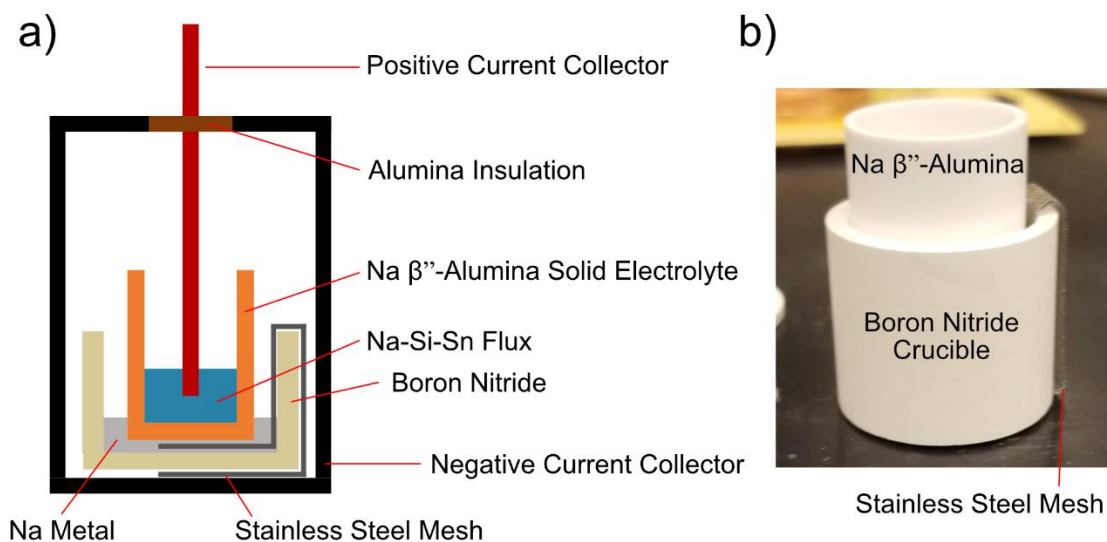 a)
Positive Current Collector
Alumina Insulation
Na β”-Alumina Solid Electrolyte
Na-Si-Sn Flux
Boron Nitride
Negative Current Collector
Na Metal
Stainless Steel Mesh
b)
Na β”-Alumina
Boron Nitride
Crucible
Stainless Steel Mesh